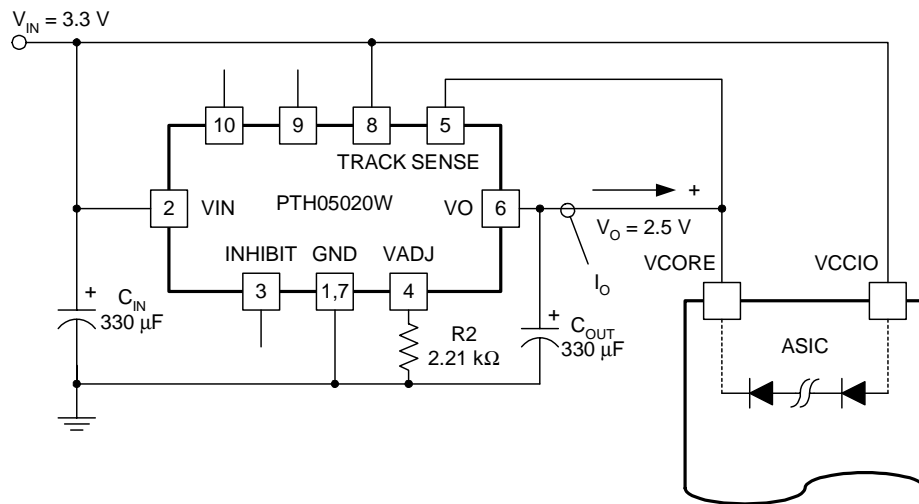 V_IN = 3.3 V
10
9
8
5
TRACK SENSE
2
VIN
PTH05020W
VO
6
+
V_O = 2.5 V
INHIBIT
GND
VADJ
VCORE
VCCIO
3
1,7
4
I_O
+
C_IN
330 μF
R2
2.21 kΩ
+
C_OUT
330 μF
ASIC